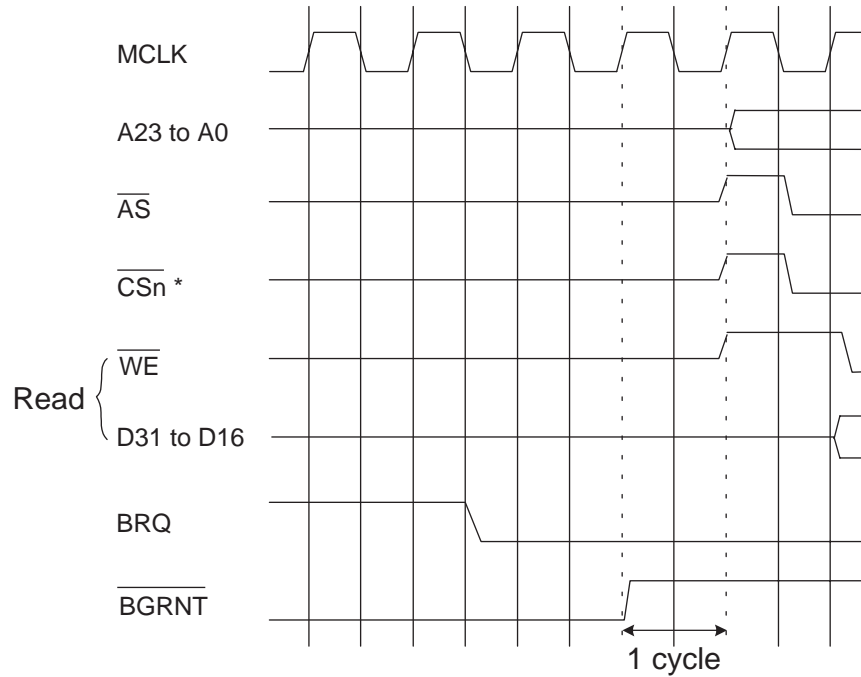 MCLK
A23 to A0
AS
CSn *
WE
Read
D31 to D16
BRQ
BGRNT
1 cycle